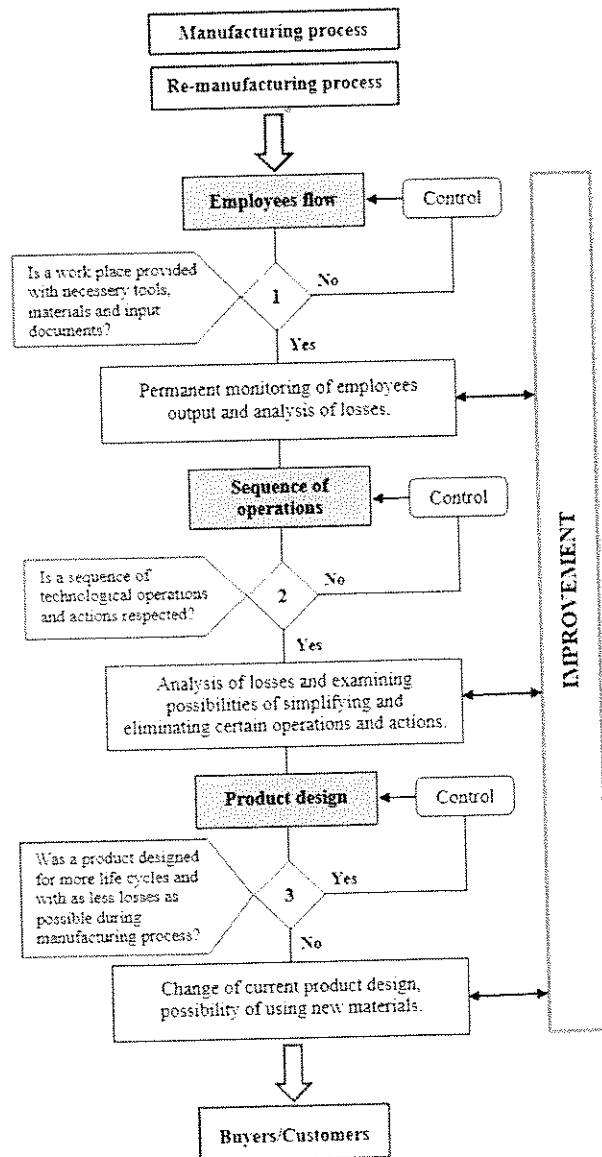 Manufacturing process
Re-manufacturing process
Employees flow
Control
Is a work place provided
with necessery tools,
materials and input
documents?
1
No
Yes
Permanent monitoring of employees
output and analysis of losses.
Sequence of
operations
Control
Is a sequence of
technological operations
and actions respected?
2
No
Yes
Analysis of losses and examining
possibilities of simplifying and
eliminating certain operations and actions.
Product design
Control
Was a product designed
for more life cycles and
with as less losses as
possible during
manufacturing process?
3
Yes
No
Change of current product design,
possibility of using new materials.
IMPROVEMENT
Buyers/Customers